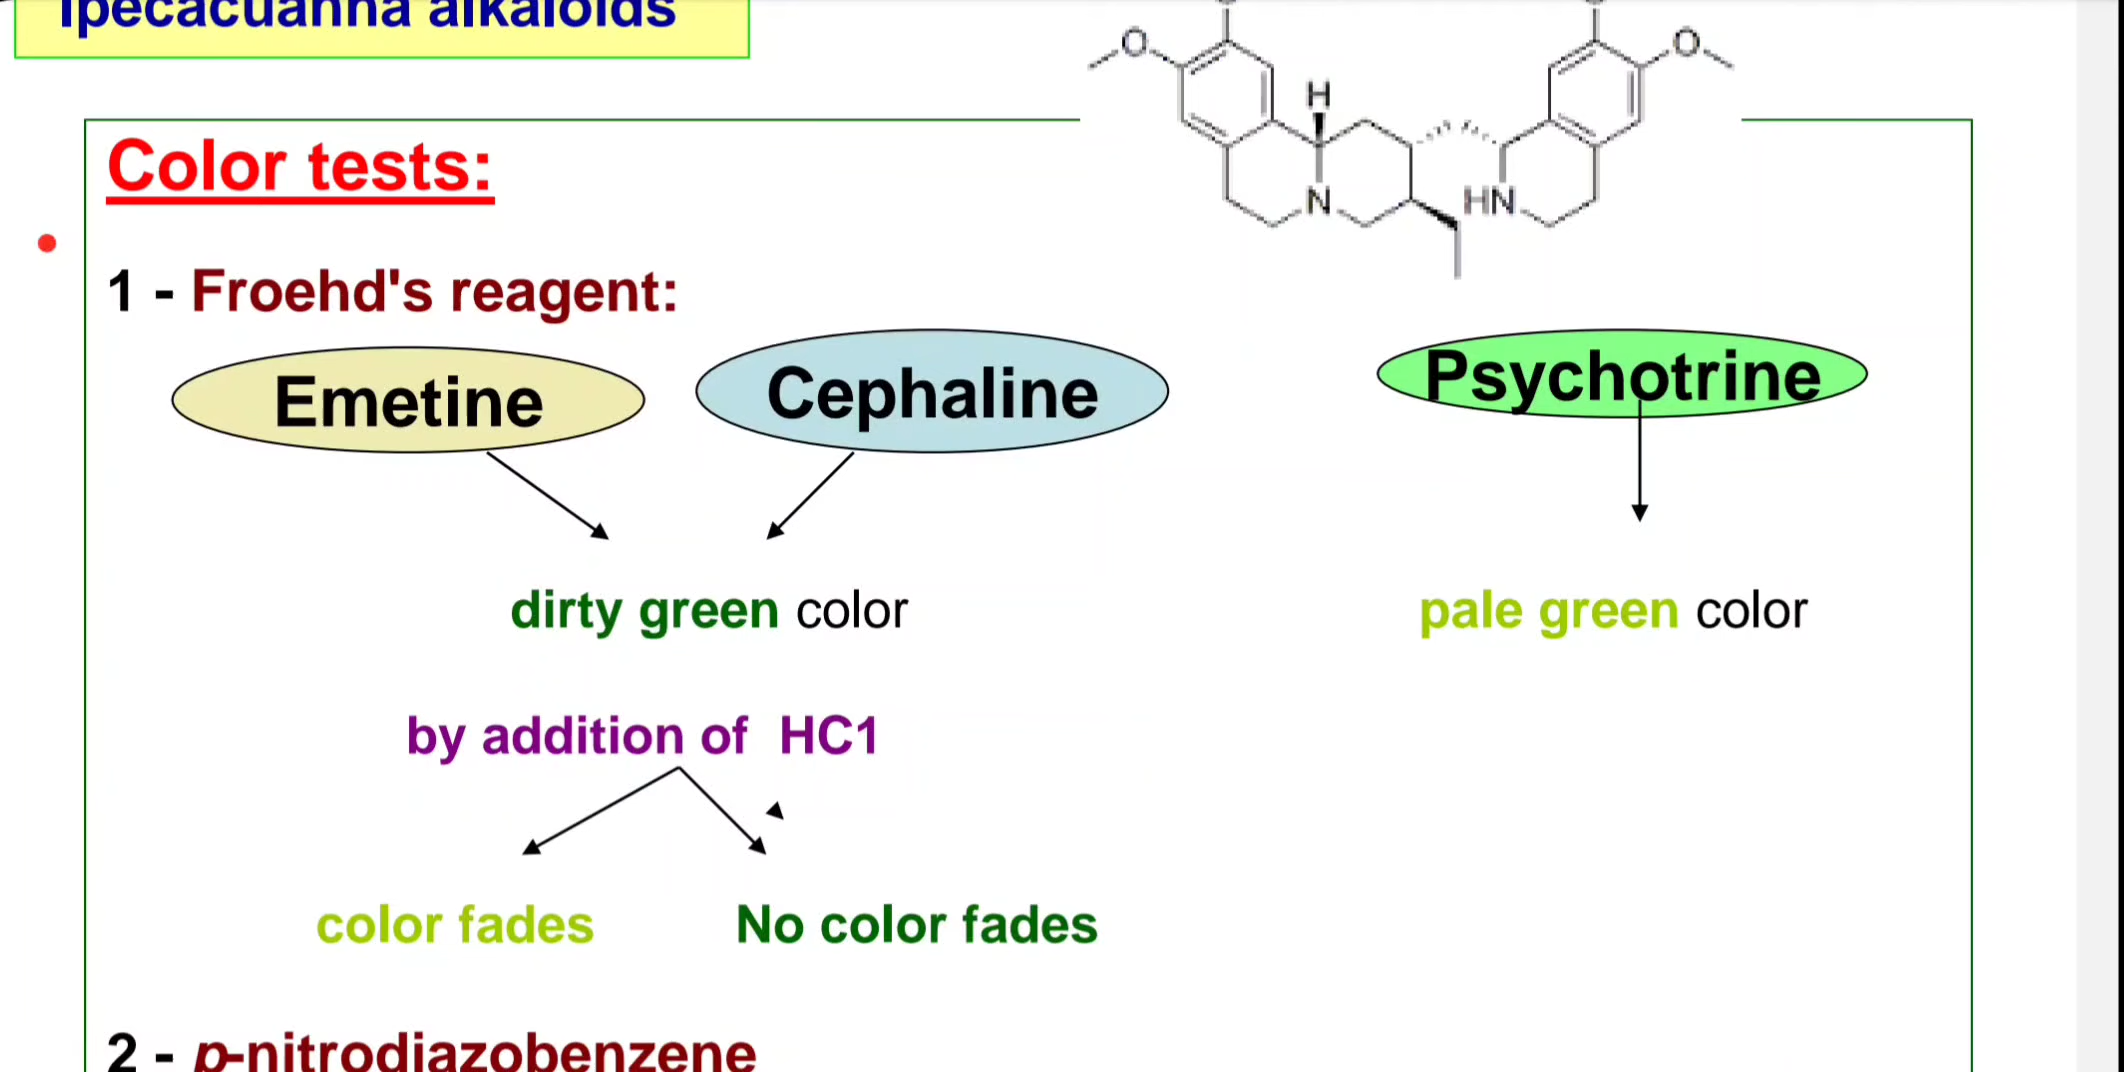 Ipecacuanha alkaloids
O O
H
N HN
Color tests:
1 - Froehd's reagent:
Emetine Cephaline Psychotrine
dirty green color pale green color
by addition of HC1
color fades No color fades
2 - p-nitrodiazobenzene